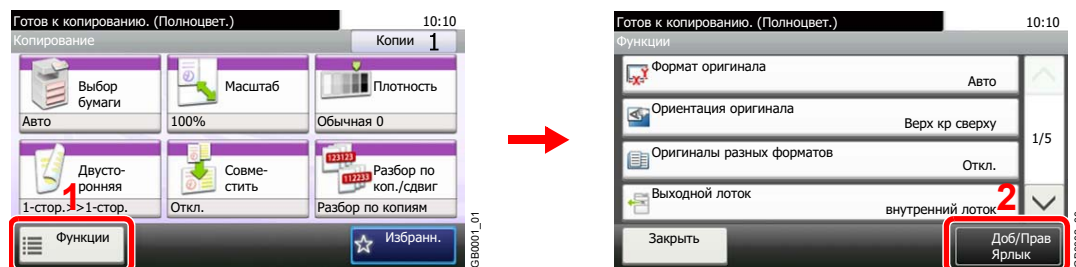 Готов к копированию. (Полноцвет.) 10:10
Копирование
Копии 1
Выбор
бумаги
Авто
Масштаб
100%
Плотность
Обычная 0
Двусто-
ронняя
1-стор.>>1-стор.
Совме-
стить
Откл.
123123
112233
Разбор по
коп./сдвиг
Разбор по копиям
1
Функции
Избранн.
GB0001_01
Готов к копированию. (Полноцвет.) 10:10
Функции
Формат оригинала
Авто
Ориентация оригинала
Верх кр сверху
Оригиналы разных форматов
Откл.
Выходной лоток
внутренний лоток
1/5
2
Закрыть
Доб/Прав
Ярлык